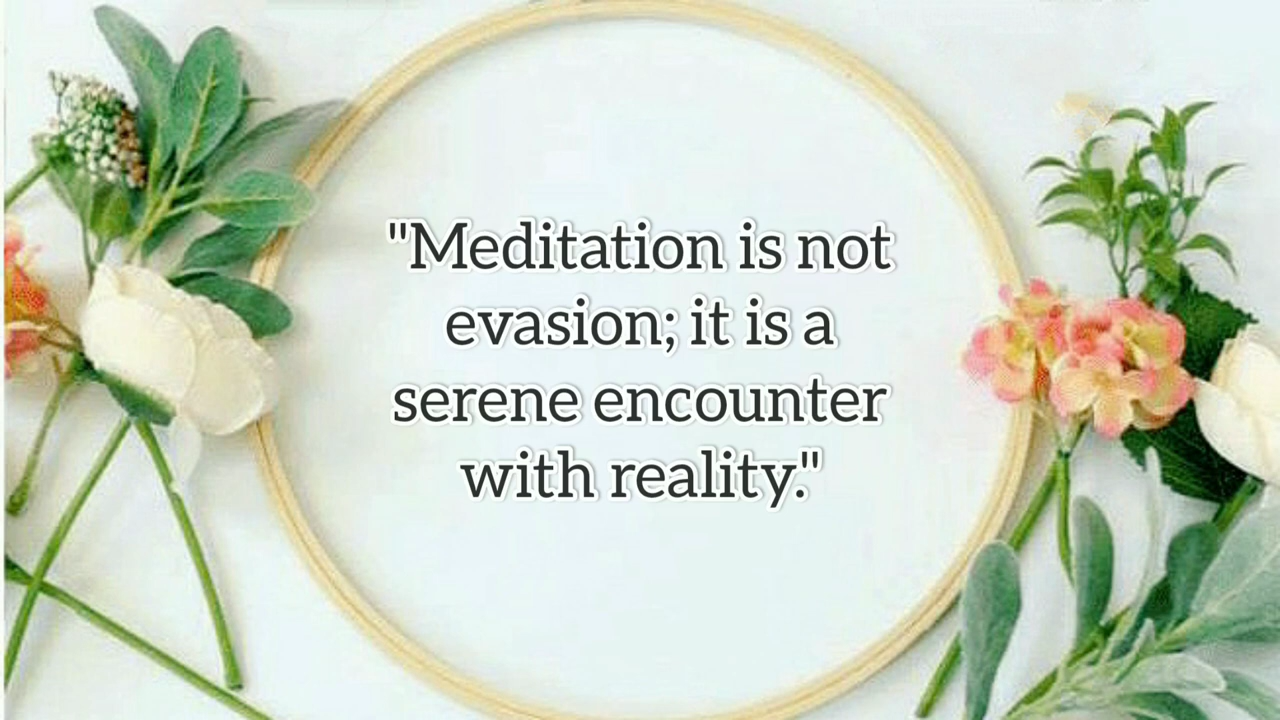 "Meditation is not
evasion; it is a
serene encounter
with reality."